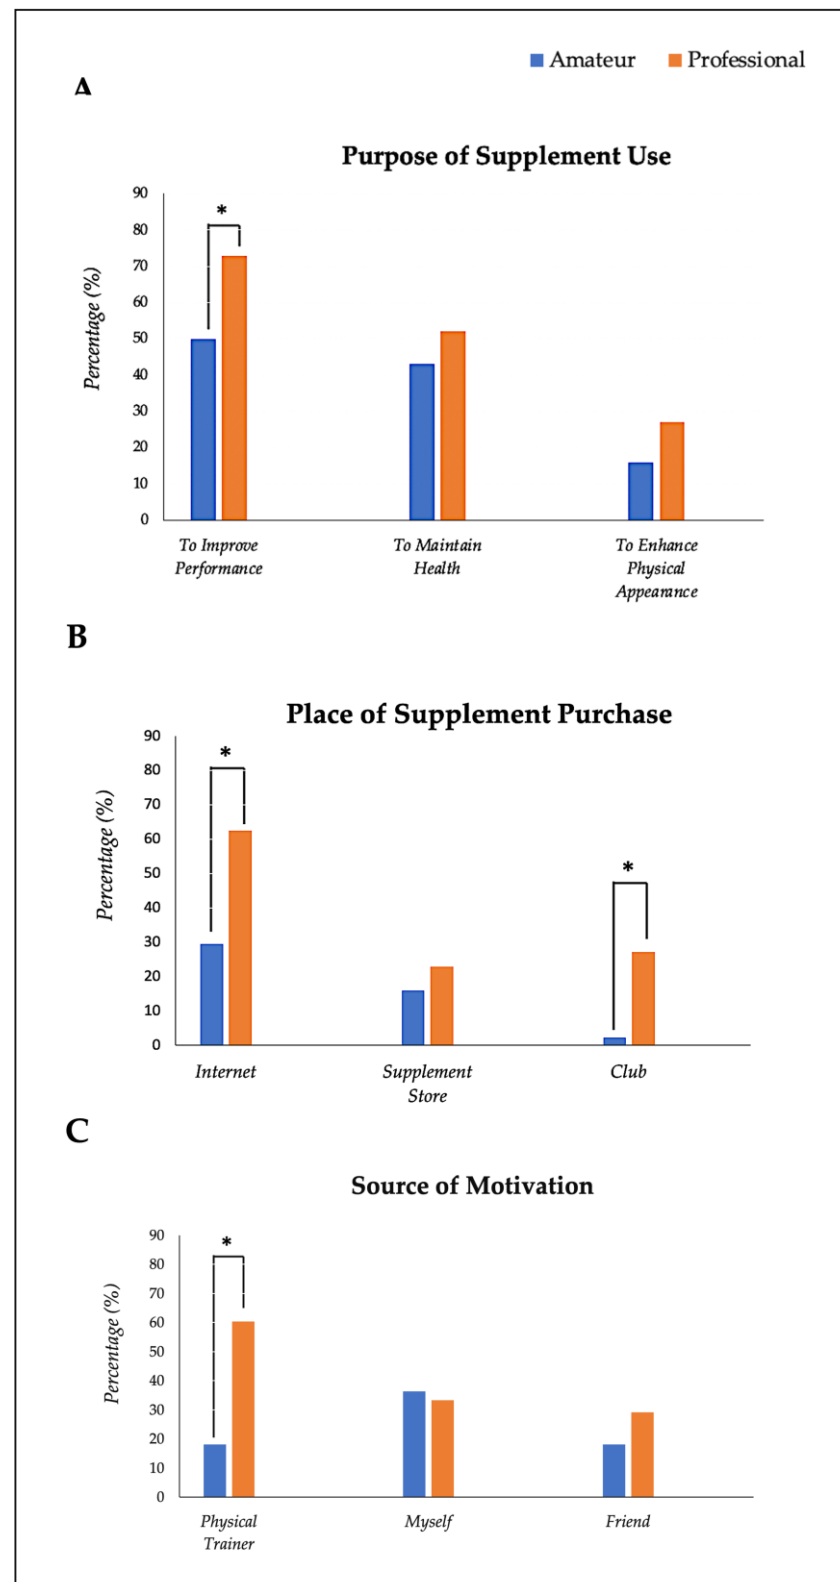 Amateur Professional
A
Purpose of Supplement Use
Percentage (%)
90
80
70
60
50
40
30
20
10
0
*
To Improve
Performance
To Maintain
Health
To Enhance
Physical
Appearance
B
Place of Supplement Purchase
Percentage (%)
90
80
70
60
50
40
30
20
10
0
*
*
Internet
Supplement
Store
Club
C
Source of Motivation
Percentage (%)
90
80
70
60
50
40
30
20
10
0
*
Physical
Trainer
Myself
Friend